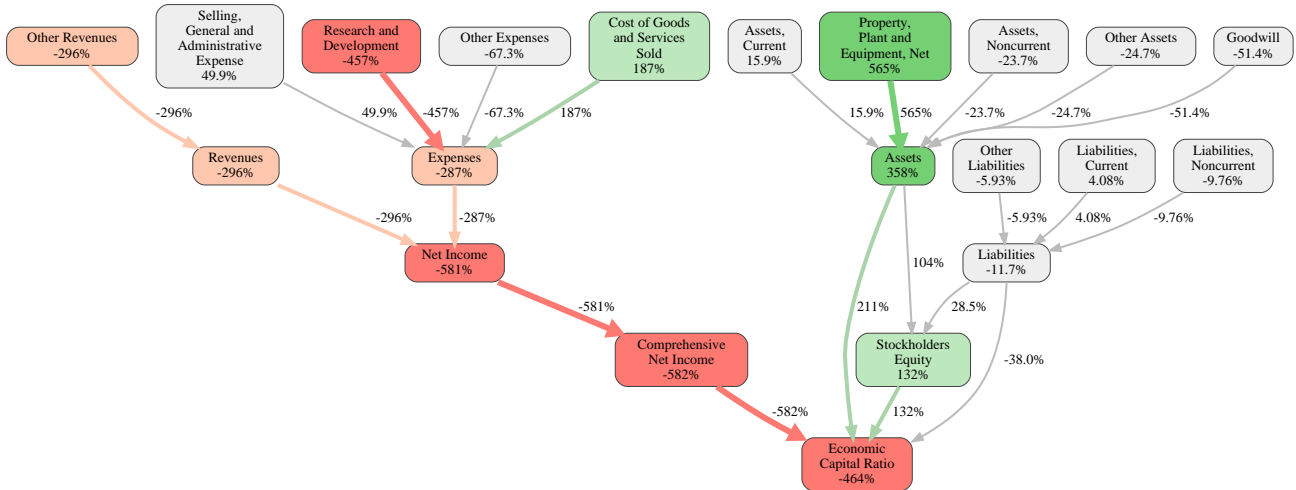 Other Revenues
-296%
Selling,
General and
Administrative
Expense
49.9%
Research and
Development
-457%
Other Expenses
-67.3%
Cost of Goods
and Services
Sold
187%
Assets,
Current
15.9%
Property,
Plant and
Equipment, Net
565%
Assets,
Noncurrent
-23.7%
Other Assets
-24.7%
Goodwill
-51.4%
-296%
49.9%
-457%
-67.3%
187%
15.9%
565%
-23.7%
-24.7%
-51.4%
Revenues
-296%
Expenses
-287%
Assets
358%
Other
Liabilities
-5.93%
Liabilities,
Current
4.08%
Liabilities,
Noncurrent
-9.76%
-296%
-287%
-5.93%
4.08%
-9.76%
Net Income
-581%
104%
Liabilities
-11.7%
-581%
211%
28.5%
Comprehensive
Net Income
-582%
Stockholders
Equity
132%
-38.0%
-582%
132%
Economic
Capital Ratio
-464%